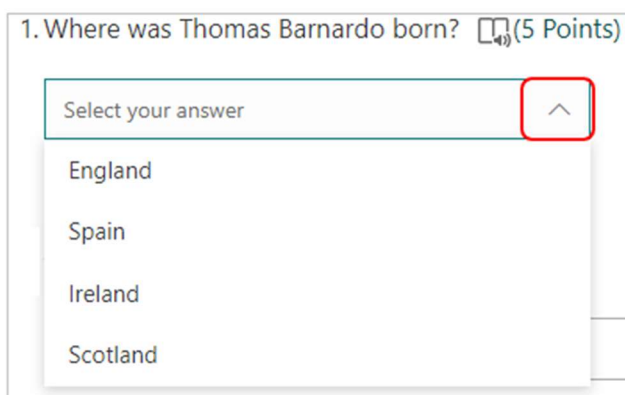 1. Where was Thomas Barnardo born? (5 Points)
Select your answer
England
Spain
Ireland
Scotland